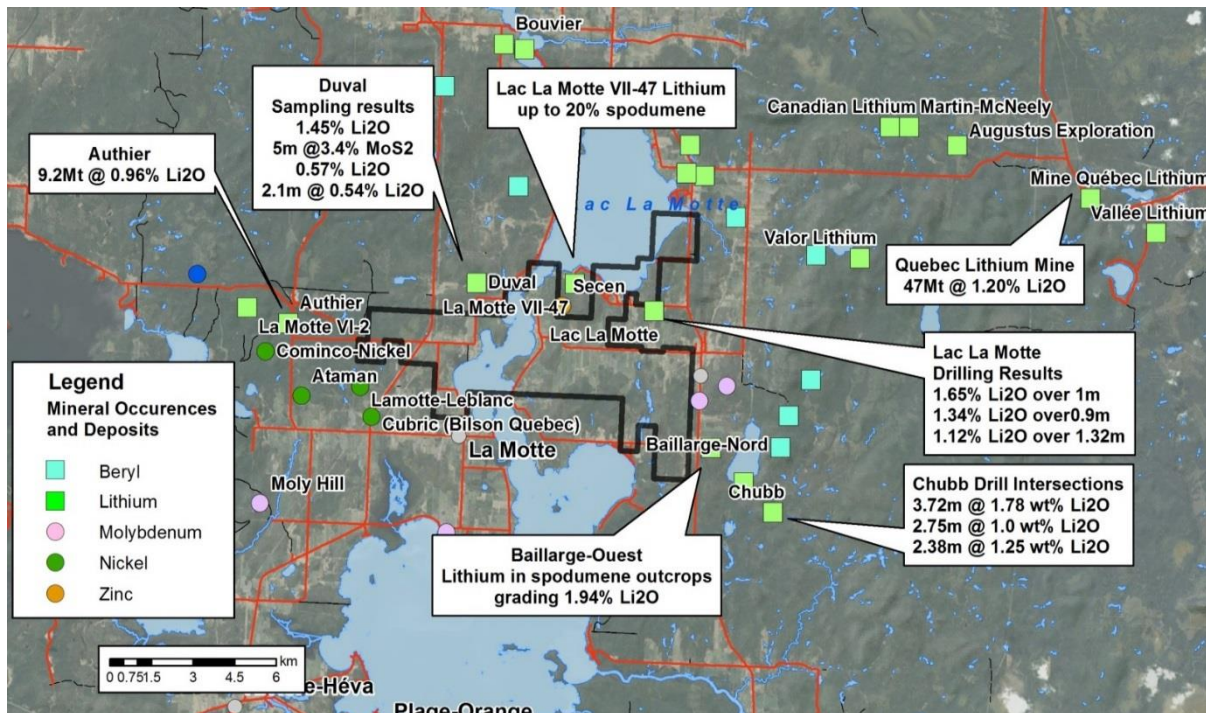 Bouvier
Duval
Sampling results
1.45% Li2O
5m @3.4% MoS2
0.57% Li2O
2.1m @ 0.54% Li2O
Lac La Motte VII-47 Lithium
up to 20% spodumene
Canadian Lithium Martin-McNeely
Augustus Exploration
Authier
9.2Mt @ 0.96% Li2O
Mine Québec Lithium
Vallée Lithium
ac La Motte
Valor Lithium
Quebec Lithium Mine
47Mt @ 1.20% Li2O
Duval
Secen
La Motte VII-47
Authier
La Motte VI-2
Lac La Motte
Cominco-Nickel
Ataman
Lamotte-Leblanc
Cubric (Bilson Quebec)
La Motte
Baillarge-Nord
Lac La Motte
Drilling Results
1.65% Li2O over 1m
1.34% Li2O over0.9m
1.12% Li2O over 1.32m
Legend
Mineral Occurences
and Deposits
Beryl
Lithium
Molybdenum
Nickel
Zinc
Moly Hill
Chubb
Chubb Drill Intersections
3.72m @ 1.78 wt% Li2O
2.75m @ 1.0 wt% Li2O
2.38m @ 1.25 wt% Li2O
Baillarge-Ouest
Lithium in spodumene outcrops
grading 1.94% Li2O
km
0 0.751.5 3 4.5 6
e-Héva
Plage-Orange